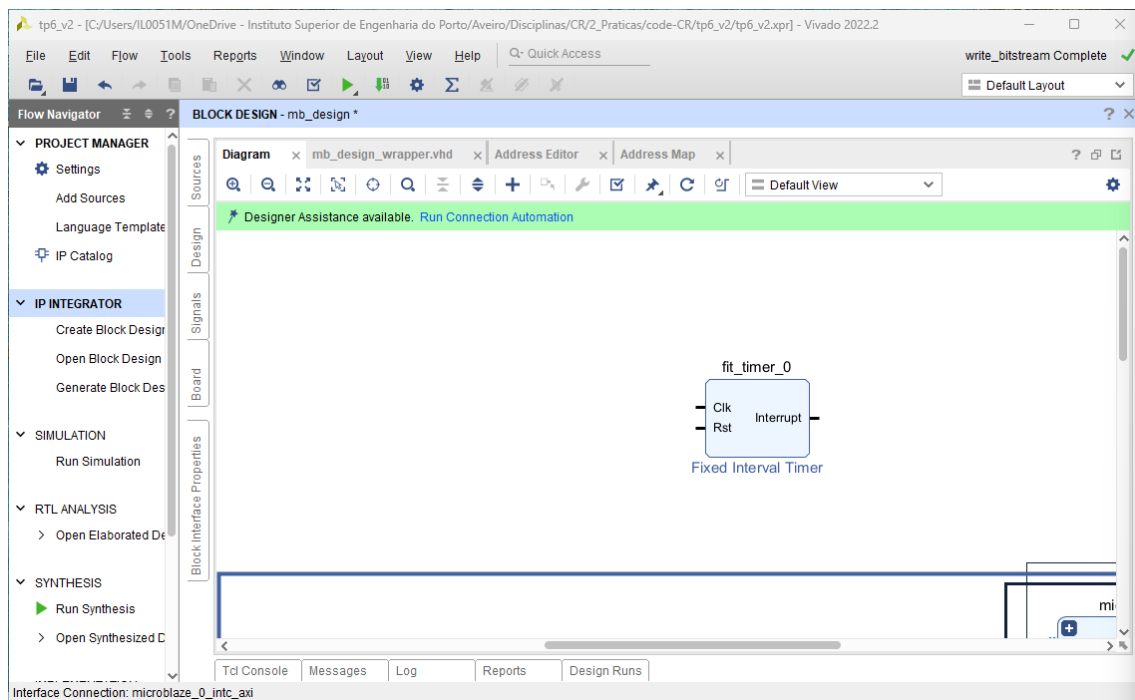 tp6_v2 - [C:/Users/IL0051M/OneDrive - Instituto Superior de Engenharia do Porto/Aveiro/Disciplinas/CR/2_Praticas/code-CR/tp6_v2/tp6_v2.xpr] - Vivado 2022.2
File Edit Flow Tools Reports Window Layout View Help Quick Access write_bitstream Complete
Default Layout
Flow Navigator
BLOCK DESIGN - mb_design *
PROJECT MANAGER
Settings
Add Sources
Language Template
IP Catalog
IP INTEGRATOR
Create Block Design
Open Block Design
Generate Block Des
SIMULATION
Run Simulation
RTL ANALYSIS
Open Elaborated De
SYNTHESIS
Run Synthesis
Open Synthesized D
Sources
Design
Signals
Board
Block Interface Properties
Diagram mb_design_wrapper.vhd Address Editor Address Map
Default View
Designer Assistance available. Run Connection Automation
fit_timer_0
Clk
Interrupt
Rst
Fixed Interval Timer
mi
Tcl Console Messages Log Reports Design Runs
Interface Connection: microblaze_0_intc_axi